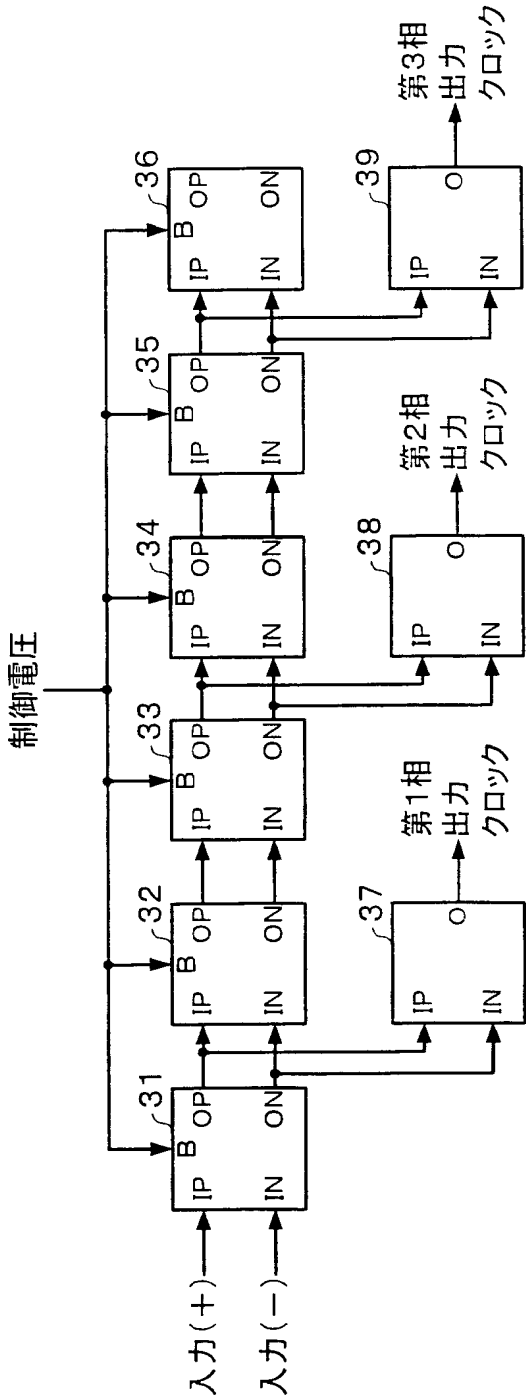 制御電圧
31
32
33
34
35
36
B
B
B
B
B
B
IP OP
IP OP
IP OP
IP OP
IP OP
IP OP
IN ON
IN ON
IN ON
IN ON
IN ON
IN ON
入力(+)
入力(−)
37
IP
IN
O
第1相
出力
クロック
38
IP
IN
O
第2相
出力
クロック
39
IP
IN
O
第3相
出力
クロック